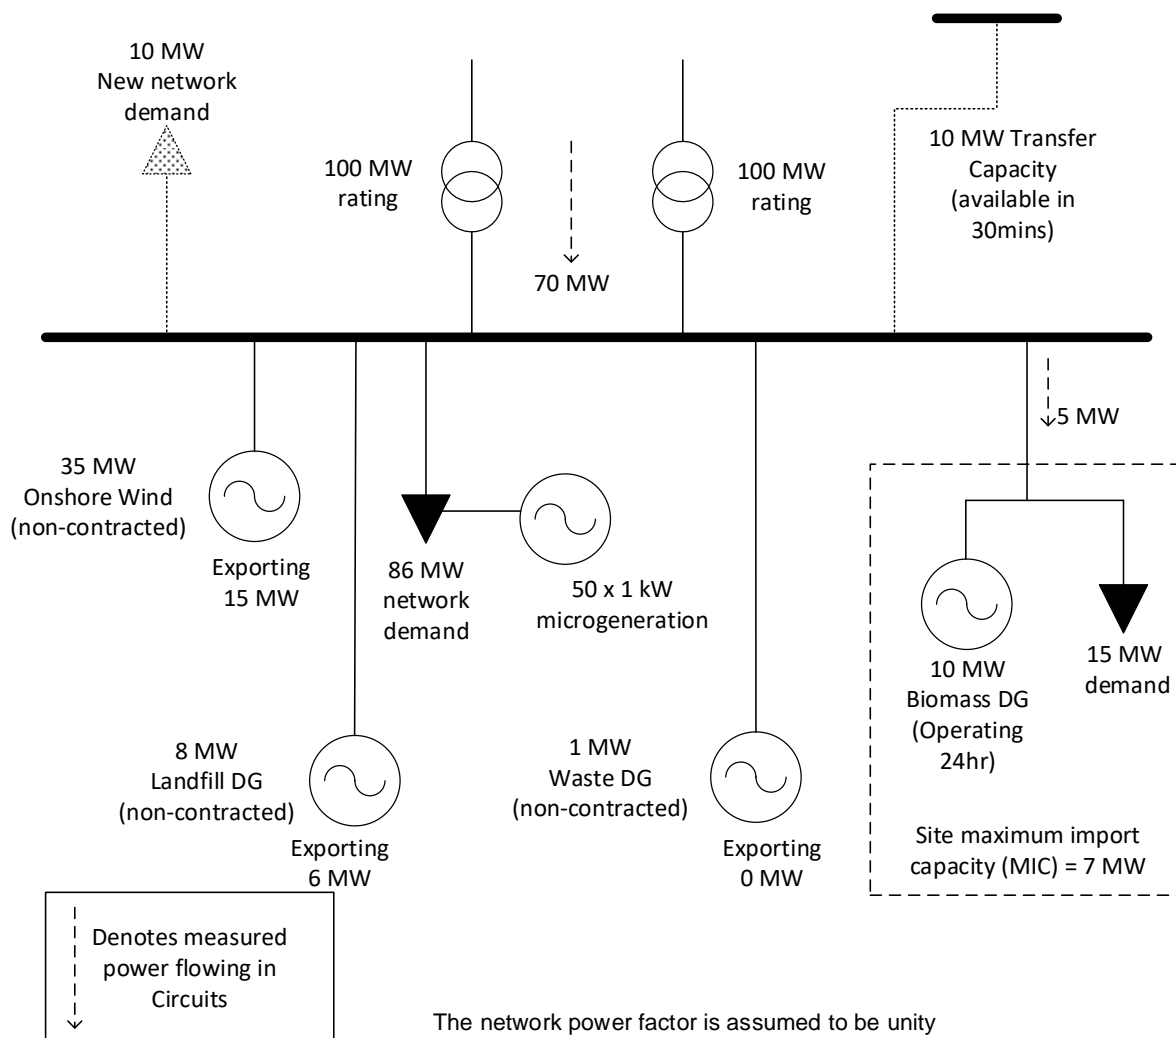 10 MW
New network
demand
100 MW
rating
70 MW
100 MW
rating
10 MW Transfer
Capacity
(available in
30mins)
5 MW
35 MW
Onshore Wind
(non-contracted)
Exporting
15 MW
86 MW
network
demand
50 x 1 kW
microgeneration
10 MW
Biomass DG
(Operating
24hr)
15 MW
demand
8 MW
Landfill DG
(non-contracted)
Exporting
6 MW
1 MW
Waste DG
(non-contracted)
Exporting
0 MW
Site maximum import
capacity (MIC) = 7 MW
Denotes measured
power flowing in
Circuits
The network power factor is assumed to be unity